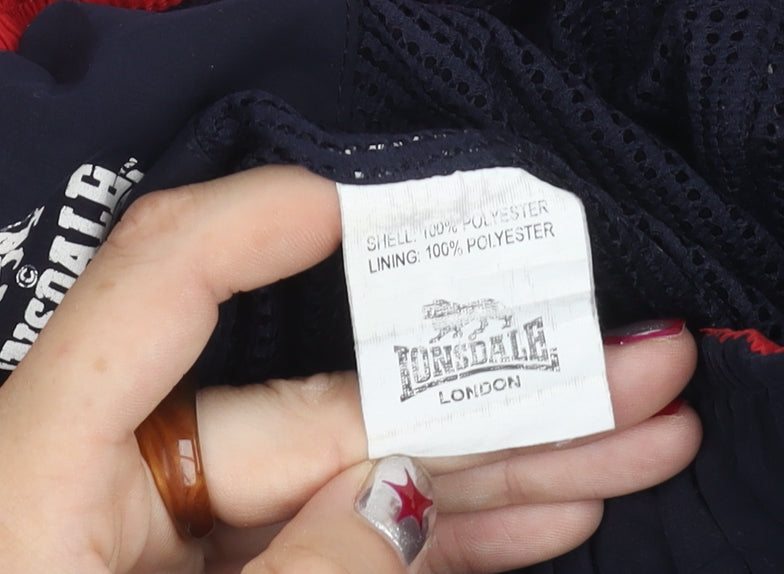 SHELL: 100% POLYESTER
LINING: 100% POLYESTER
LONSDALE
LONDON
©